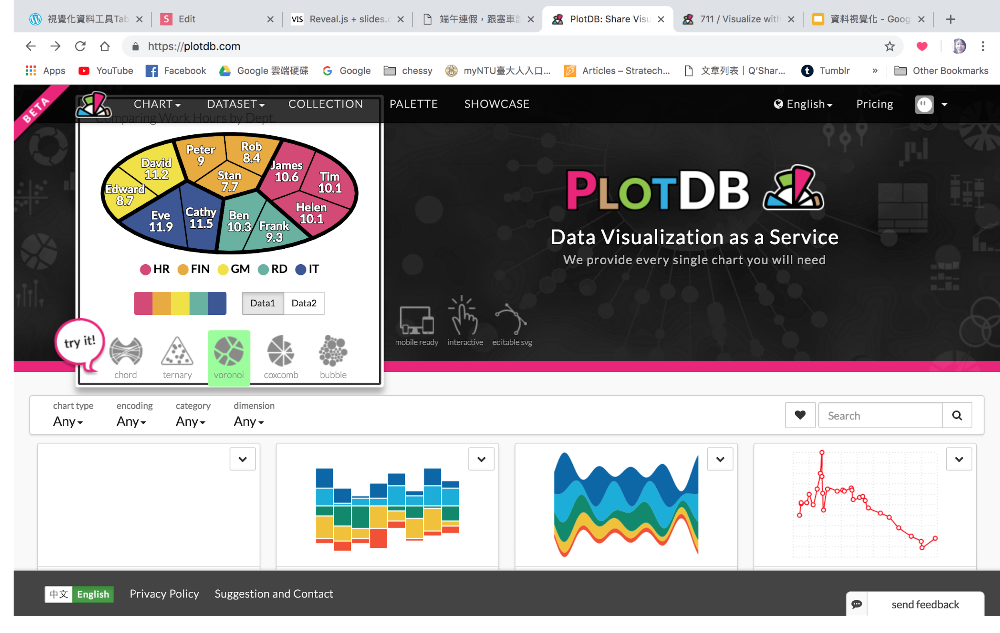 視覺化資料工具Tab
Edit
Reveal.js + slides.c
端午連假，跟塞車
PlotDB: Share Visu
711 / Visualize with
資料視覺化 - Goog
https://plotdb.com
Apps
YouTube
Facebook
Google 雲端硬碟
Google
chessy
myNTU臺大人入口...
Articles – Stratech...
文章列表｜Q'Shar...
Tumblr
»
Other Bookmarks
BETA
CHART
DATASET
COLLECTION
PALETTE
SHOWCASE
English
Pricing
Comparing Work Hours by Dept.
Peter
9
Rob
8.4
David
11.2
James
10.6
Stan
7.7
Tim
10.1
Edward
8.7
Helen
10.1
Eve
11.9
Cathy
11.5
Ben
10.3
Frank
9.3
HR FIN GM RD IT
Data1 Data2
try it!
chord
ternary
voronoi
coxcomb
bubble
PLOTDB
Data Visualization as a Service
We provide every single chart you will need
mobile ready
interactive
editable svg
chart type
Any
encoding
Any
category
Any
dimension
Any
Search
中文 English
Privacy Policy
Suggestion and Contact
send feedback